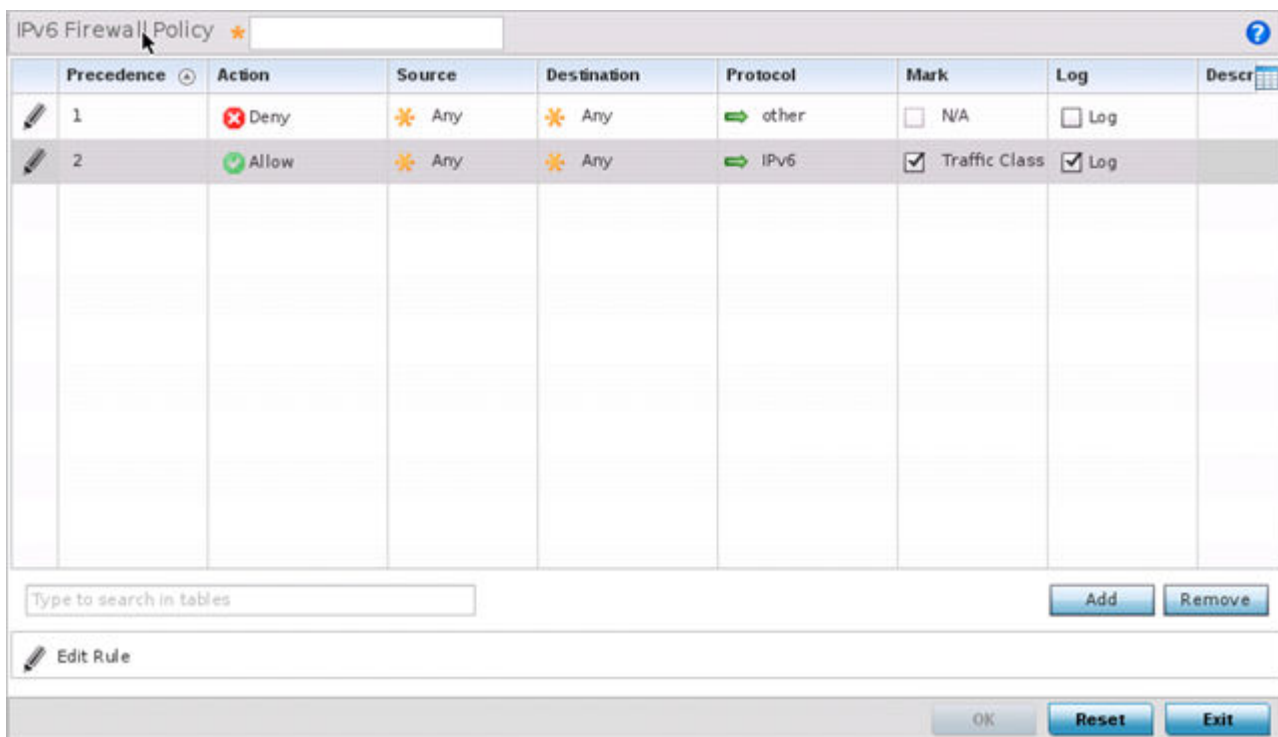 IPv6 Firewall Policy *
?
Precedence Action Source Destination Protocol Mark Log Descr
1 Deny Any Any other N/A Log
2 Allow Any Any IPv6 Traffic Class Log
Type to search in tables
Add Remove
Edit Rule
OK Reset Exit